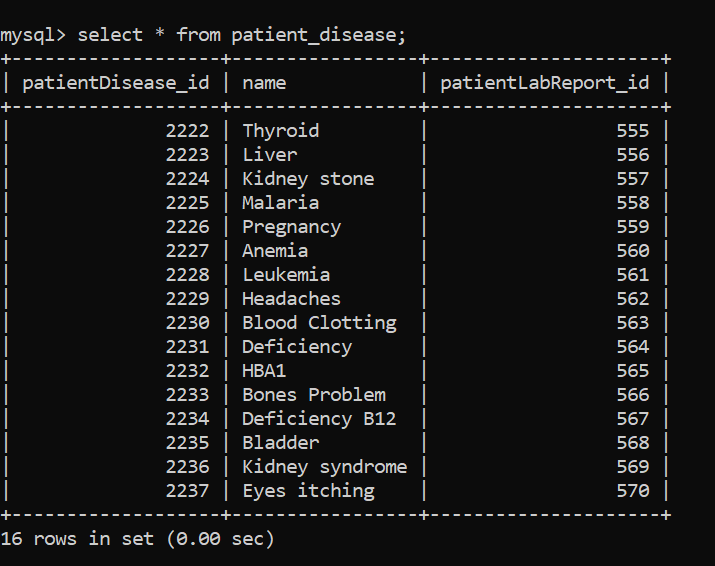 mysql> select * from patient_disease;
+-------------------+-----------------+---------------------+
| patientDisease_id | name            | patientLabReport_id |
+-------------------+-----------------+---------------------+
|              2222 | Thyroid         |                 555 |
|              2223 | Liver           |                 556 |
|              2224 | Kidney stone    |                 557 |
|              2225 | Malaria         |                 558 |
|              2226 | Pregnancy       |                 559 |
|              2227 | Anemia          |                 560 |
|              2228 | Leukemia        |                 561 |
|              2229 | Headaches       |                 562 |
|              2230 | Blood Clotting  |                 563 |
|              2231 | Deficiency      |                 564 |
|              2232 | HBA1            |                 565 |
|              2233 | Bones Problem   |                 566 |
|              2234 | Deficiency B12  |                 567 |
|              2235 | Bladder         |                 568 |
|              2236 | Kidney syndrome |                 569 |
|              2237 | Eyes itching    |                 570 |
+-------------------+-----------------+---------------------+
16 rows in set (0.00 sec)